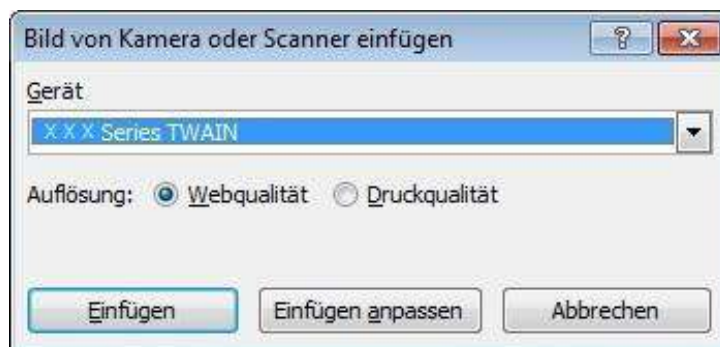 Bild von Kamera oder Scanner einfügen
Gerät
X X X Series TWAIN
Auflösung: Webqualität Druckqualität
Einfügen Einfügen anpassen Abbrechen